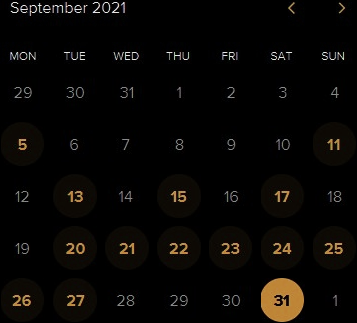 September 2021
MON TUE WED THU FRI SAT SUN
29 30 31 1 2 3 4
5 6 7 8 9 10 11
12 13 14 15 16 17 18
19 20 21 22 23 24 25
26 27 28 29 30 31 1